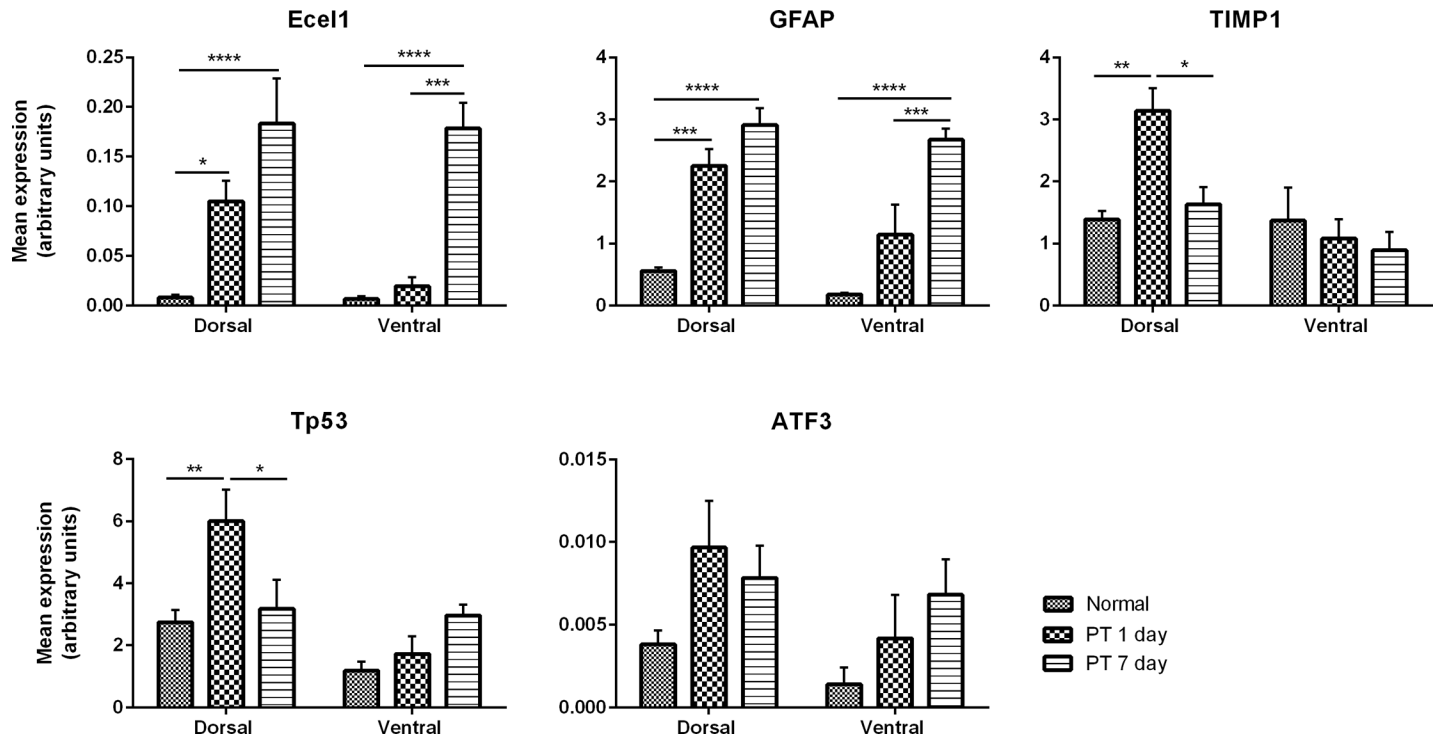 Ecel1
GFAP
TIMP1
Mean expression
(arbitrary units)
0.25
0.20
0.15
0.10
0.05
0.00
****
*
****
***
Dorsal
Ventral
4
3
2
1
0
****
***
****
***
Dorsal
Ventral
4
3
2
1
0
**
*
Dorsal
Ventral
Tp53
ATF3
Mean expression
(arbitrary units)
8
6
4
2
0
**
*
Dorsal
Ventral
0.015
0.010
0.005
0.000
Dorsal
Ventral
Normal
PT 1 day
PT 7 day